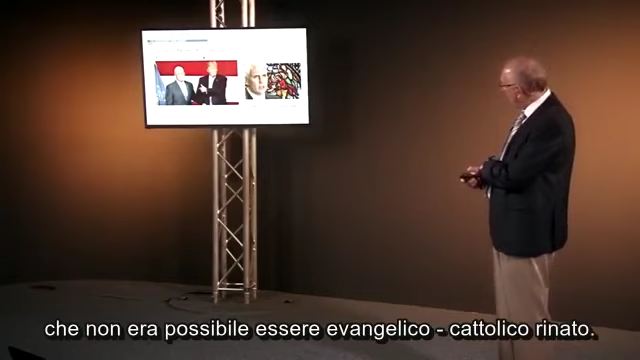 che non era possibile essere evangelico - cattolico rinato.